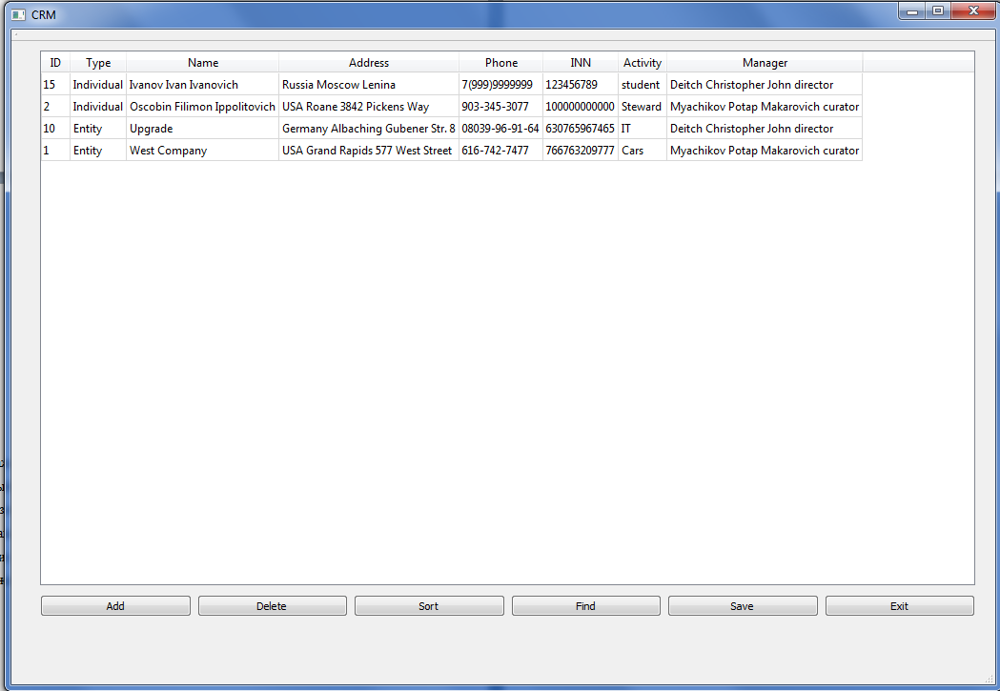 CRM
ID Type Name Address Phone INN Activity Manager
15 Individual Ivanov Ivan Ivanovich Russia Moscow Lenina 7(999)9999999 123456789 student Deitch Christopher John director
2 Individual Oscobin Filimon Ippolitovich USA Roane 3842 Pickens Way 903-345-3077 100000000000 Steward Myachikov Potap Makarovich curator
10 Entity Upgrade Germany Albaching Gubener Str. 8 08039-96-91-64 630765967465 IT Deitch Christopher John director
1 Entity West Company USA Grand Rapids 577 West Street 616-742-7477 766763209777 Cars Myachikov Potap Makarovich curator
Add Delete Sort Find Save Exit